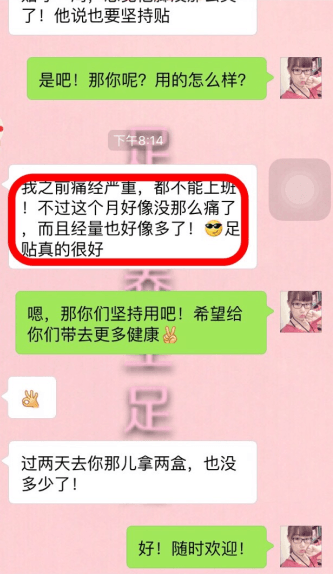 了！他说也要坚持贴
是吧！那你呢？用的怎么样？
下午8:14
我之前痛经严重，都不能上班
！不过这个月好像没那么痛了
，而且经量也好像多了！😎足
贴真的很好
嗯，那你们坚持用吧！希望给
你们带去更多健康✌
👌
过两天去你那儿拿两盒，也没
多少了！
好！随时欢迎！
足